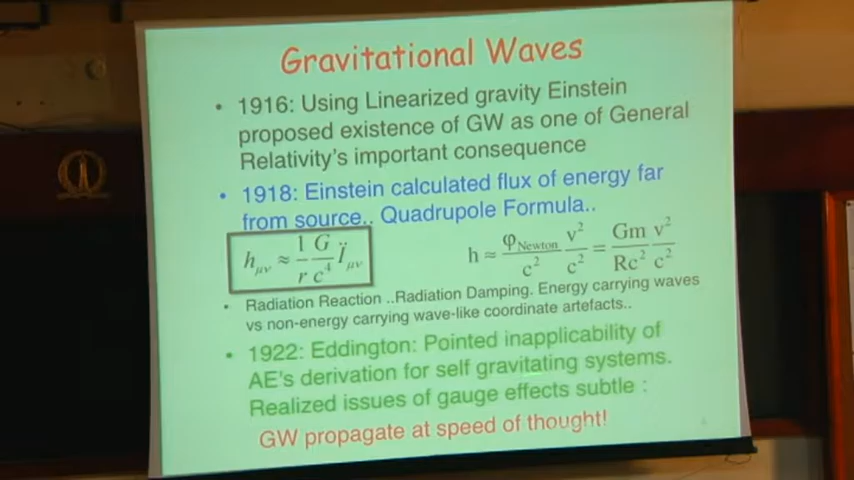 Gravitational Waves
• 1916: Using Linearized gravity Einstein
proposed existence of GW as one of General
Relativity's important consequence
• 1918: Einstein calculated flux of energy far
from source.. Quadrupole Formula..
h_μν ≈ 1/r G/c⁴ Ï_μν
h ≈ φ_Newton/c² v²/c² = Gm/Rc² v²/c²
• Radiation Reaction ..Radiation Damping. Energy carrying waves
vs non-energy carrying wave-like coordinate artefacts..
• 1922: Eddington: Pointed inapplicability of
AE's derivation for self gravitating systems.
Realized issues of gauge effects subtle :
GW propagate at speed of thought!